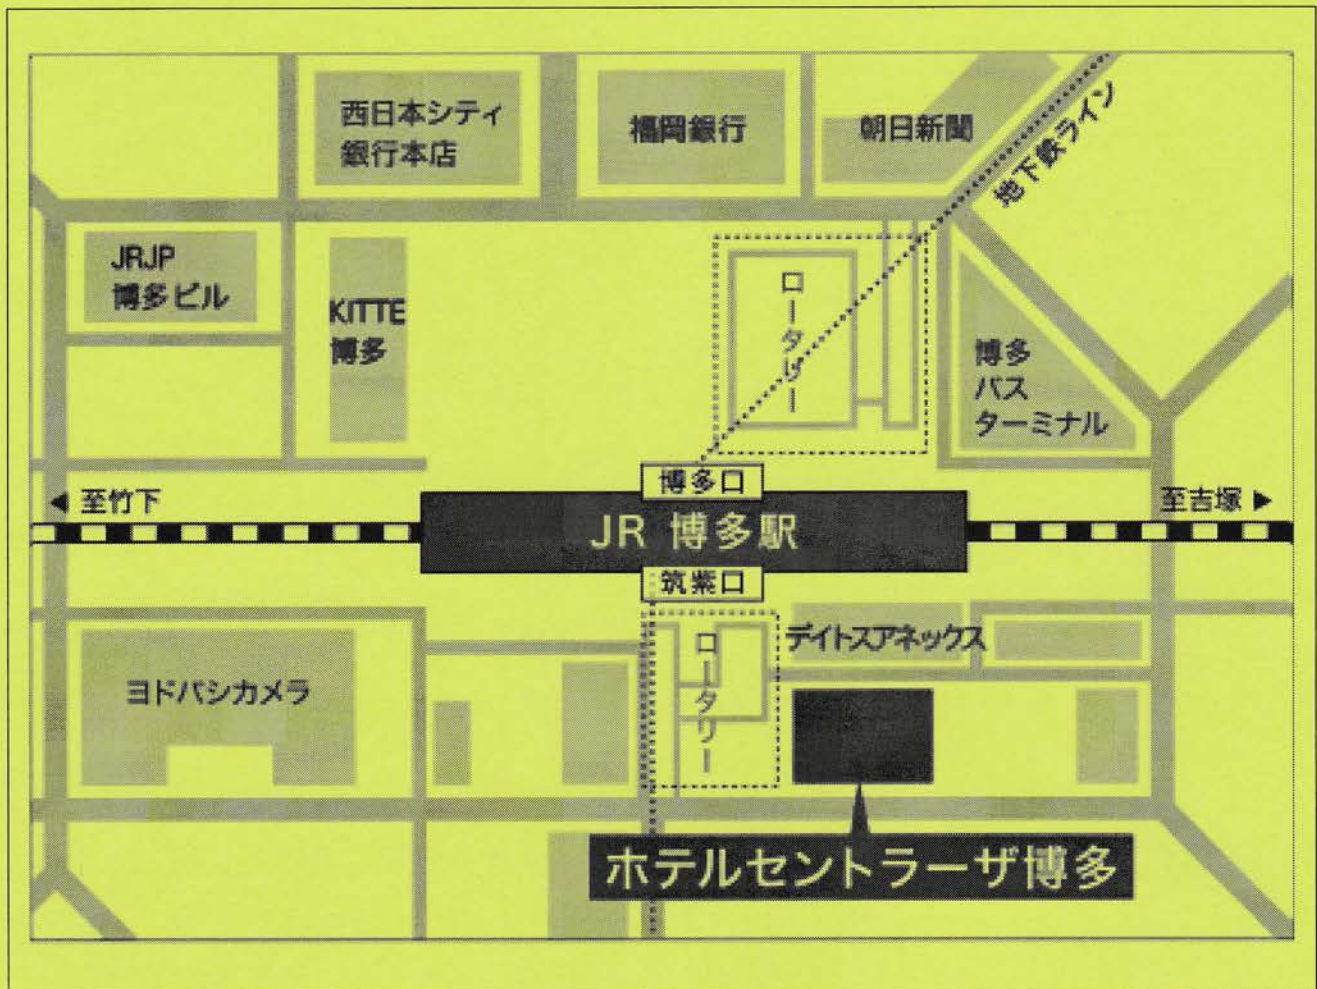 西日本シティ
銀行本店
福岡銀行
朝日新聞
地下鉄ライン
JRJP
博多ビル
KITTE
博多
ロータリー
博多
バス
ターミナル
博多口
◀ 至竹下
至吉塚 ▶
JR 博多駅
筑紫口
ロータリー
デイトスアネックス
ヨドバシカメラ
ホテルセントラーザ博多